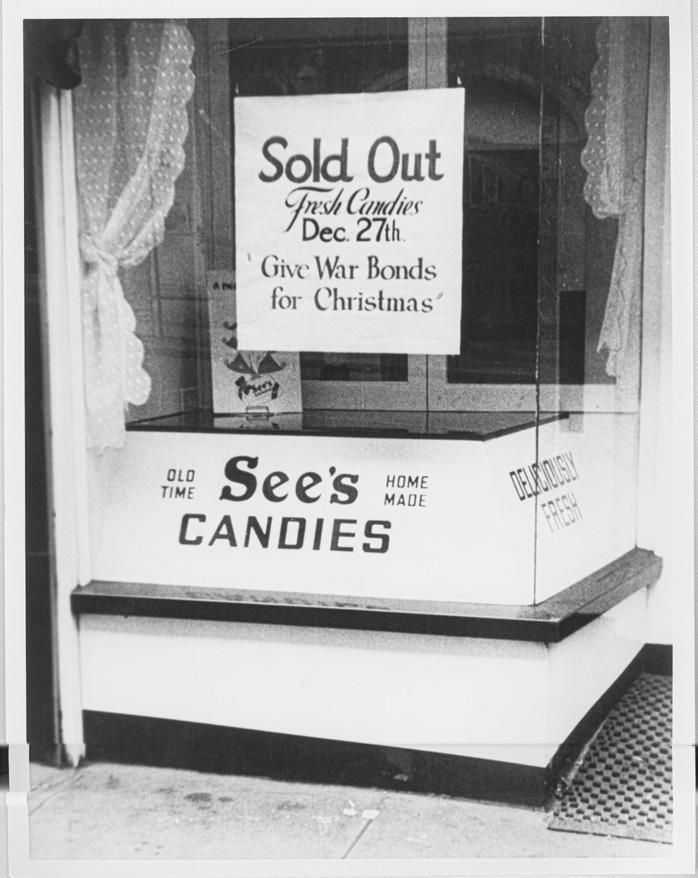 Sold Out
Fresh Candies
Dec. 27th.
"Give War Bonds
for Christmas"
OLD TIME
See's
HOME MADE
CANDIES
DELICIOUSLY
FRESH